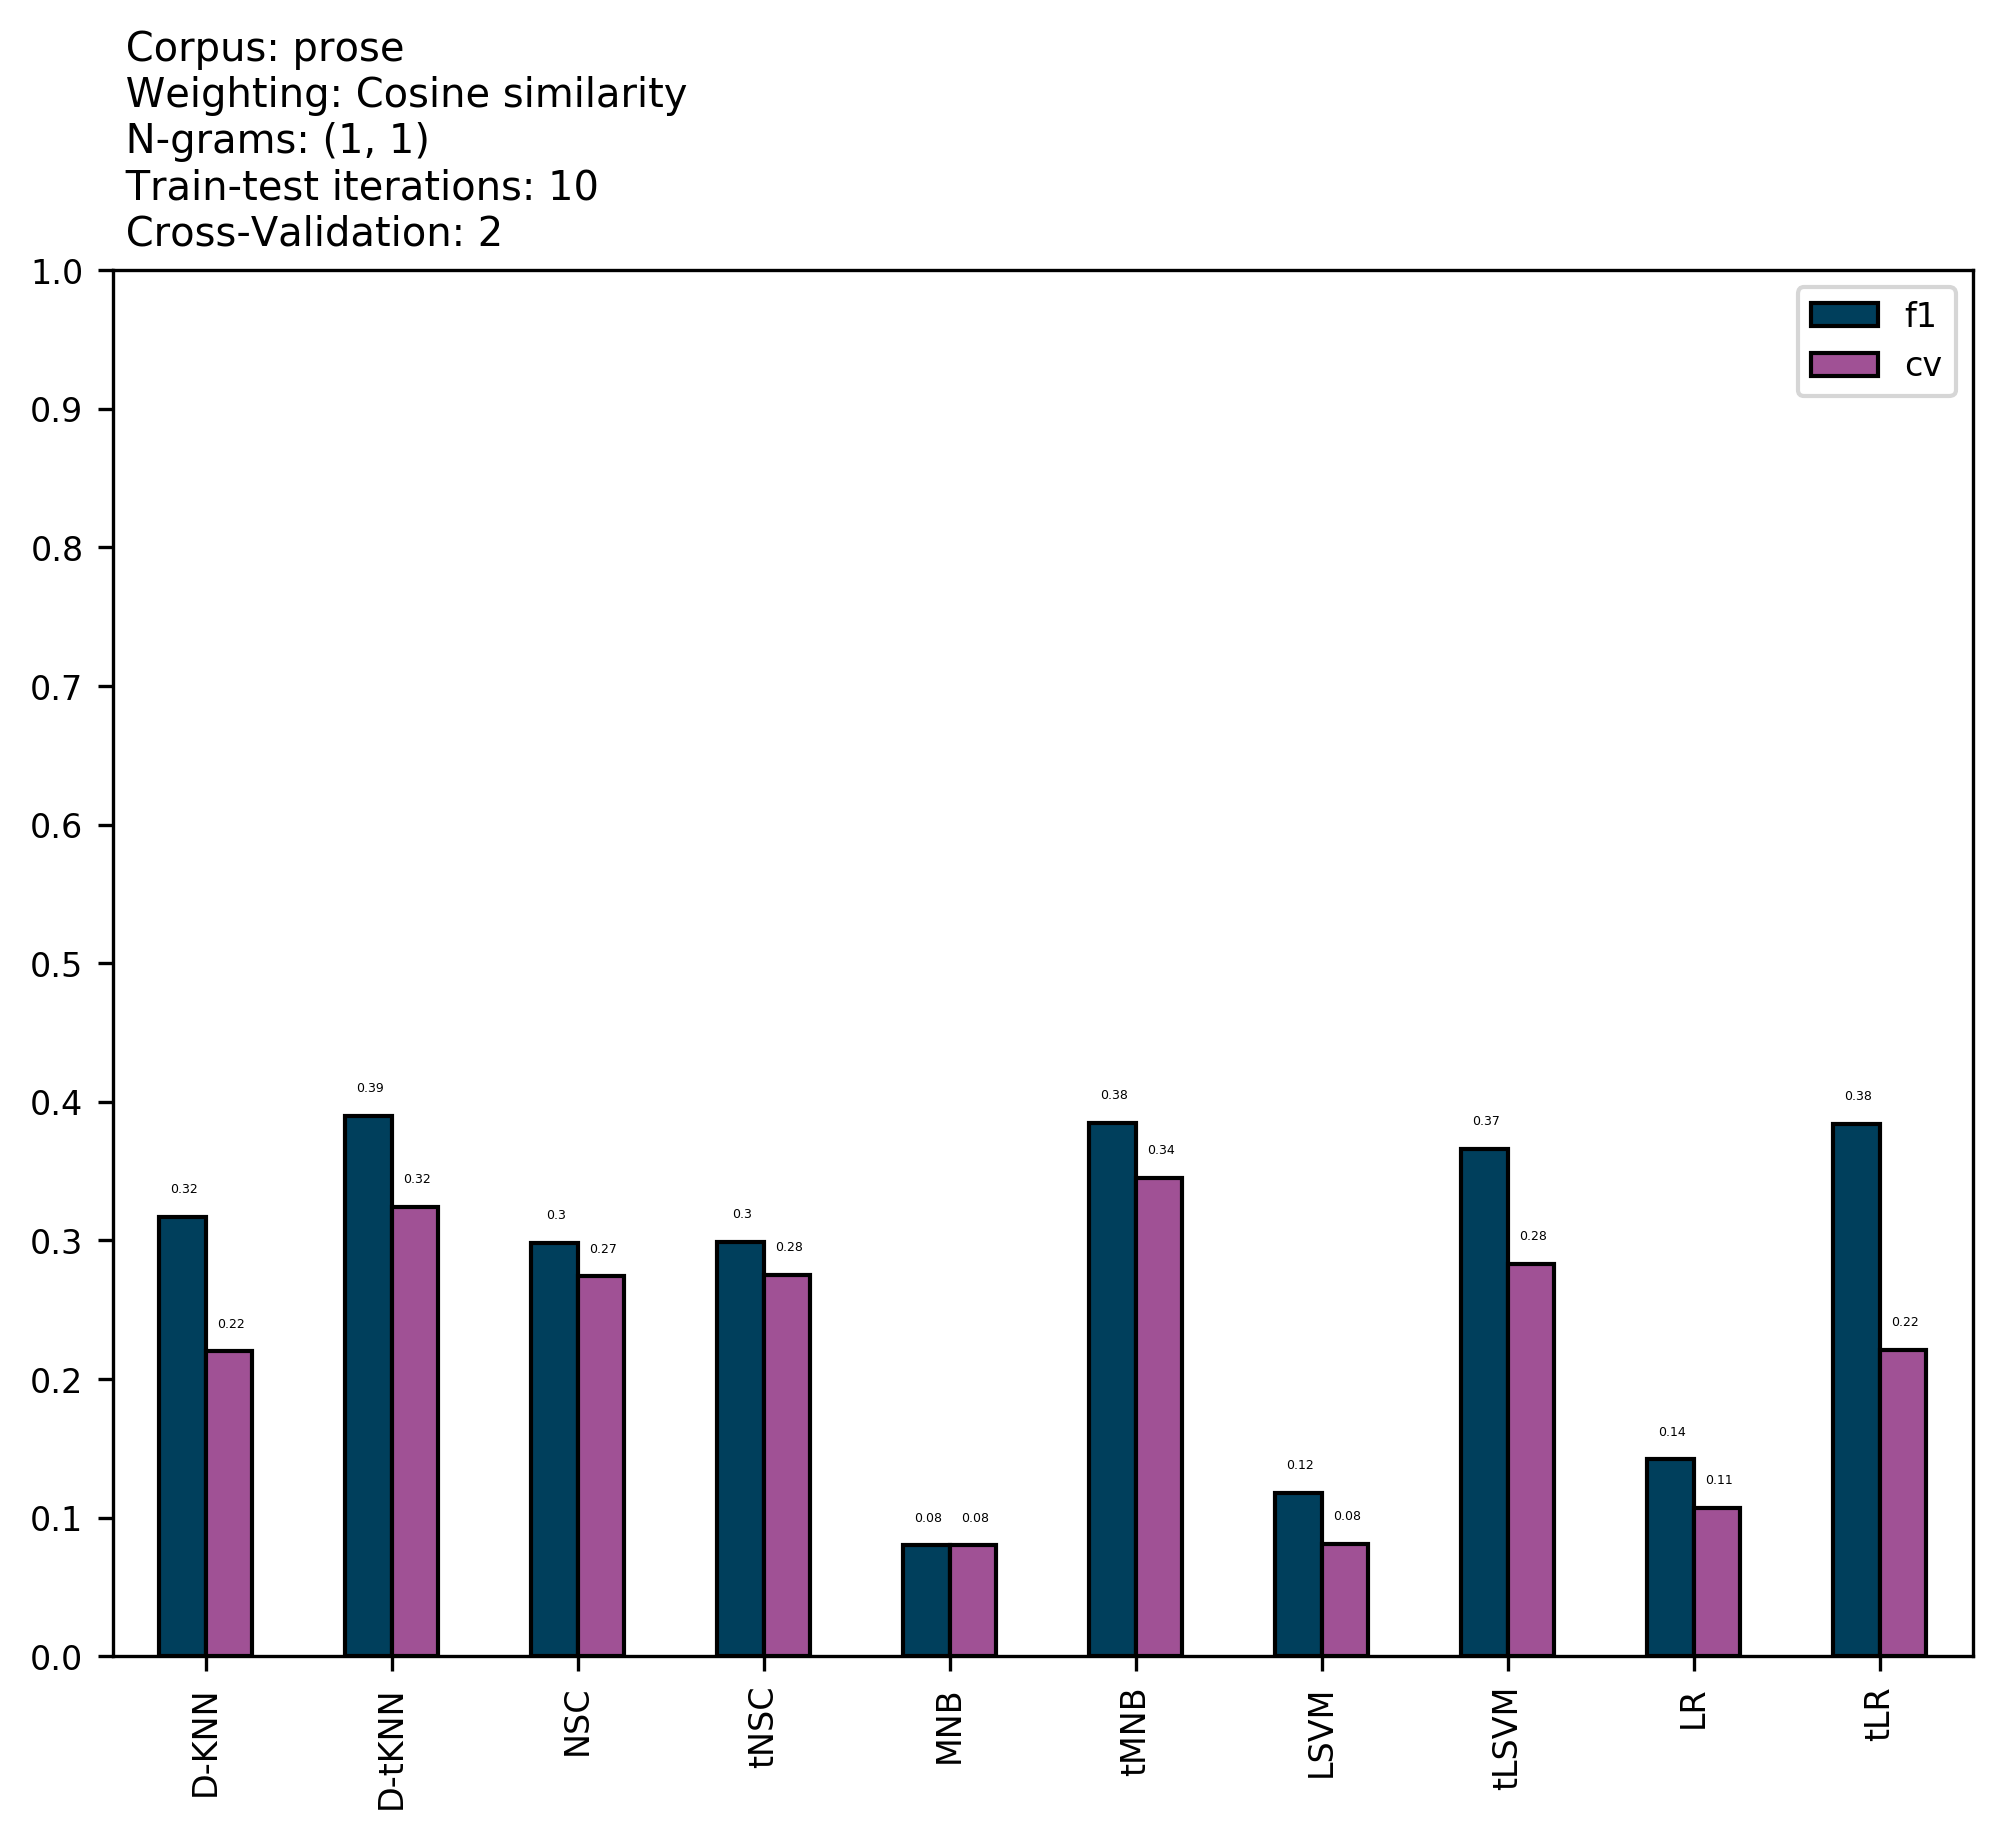 Corpus: prose
Weighting: Cosine similarity
N-grams: (1, 1)
Train-test iterations: 10
Cross-Validation: 2
1.0
0.9
0.8
0.7
0.6
0.5
0.4
0.3
0.2
0.1
0.0
f1
cv
0.32
0.22
0.39
0.32
0.3
0.27
0.3
0.28
0.08
0.08
0.38
0.34
0.12
0.08
0.37
0.28
0.14
0.11
0.38
0.22
D-KNN
D-tKNN
NSC
tNSC
MNB
tMNB
LSVM
tLSVM
LR
tLR